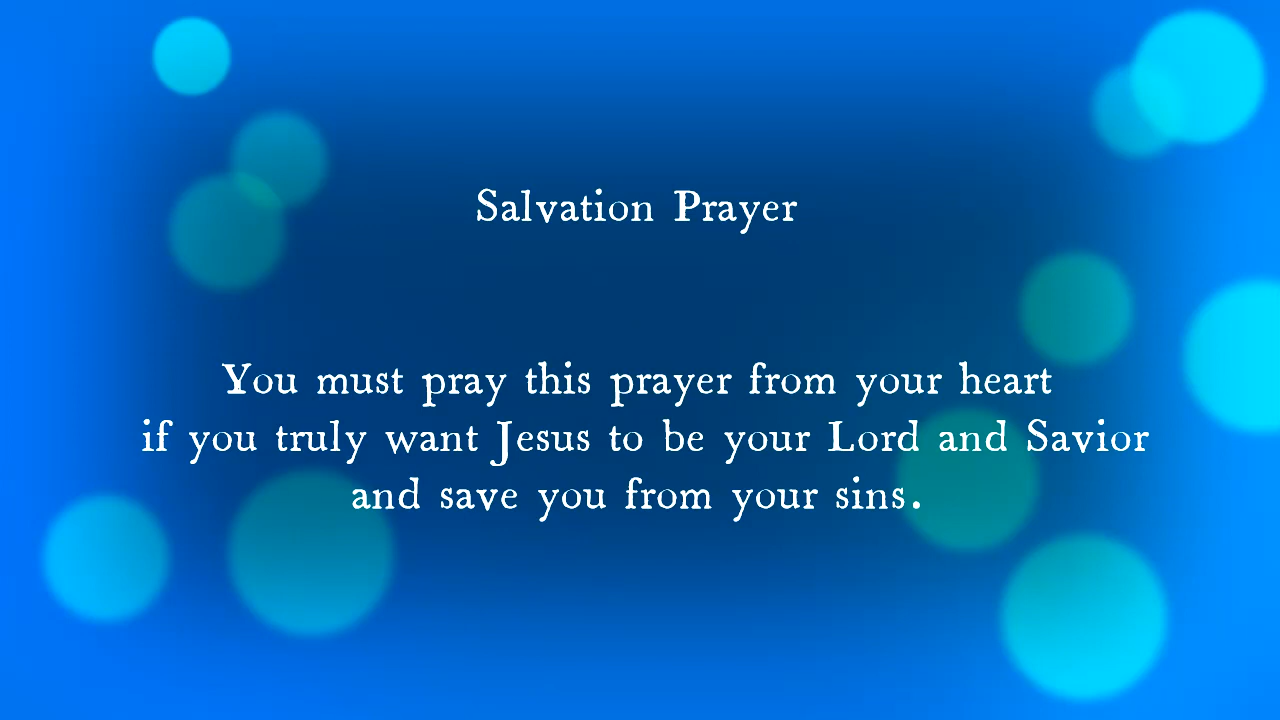 Salvation Prayer
You must pray this prayer from your heart
if you truly want Jesus to be your Lord and Savior
and save you from your sins.